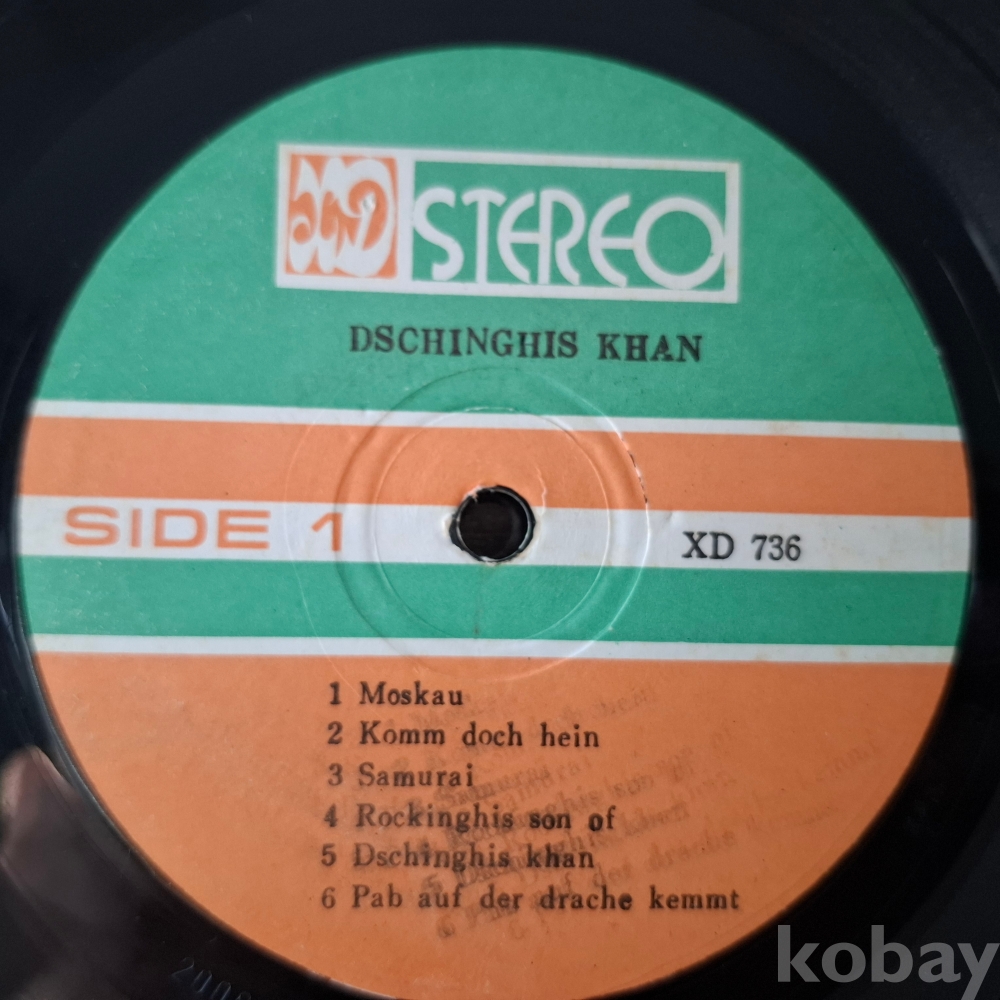 STEREO
DSCHINGHIS KHAN
SIDE 1
XD 736
1 Moskau
2 Komm doch hein
3 Samurai
4 Rockinghis son of
5 Dschinghis khan
6 Pab auf der drache kemmt
kobay